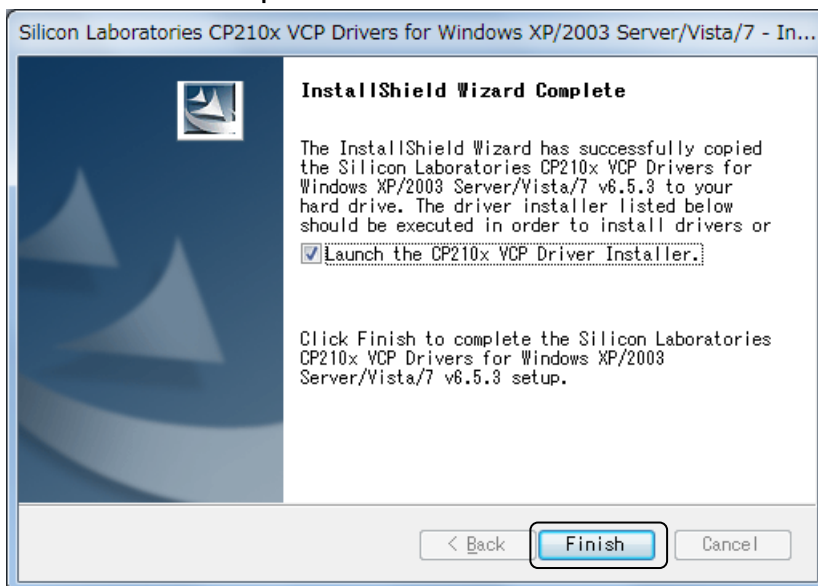 Silicon Laboratories CP210x VCP Drivers for Windows XP/2003 Server/Vista/7 - In...
InstallShield Wizard Complete
The InstallShield Wizard has successfully copied
the Silicon Laboratories CP210x VCP Drivers for
Windows XP/2003 Server/Vista/7 v6.5.3 to your
hard drive. The driver installer listed below
should be executed in order to install drivers or
Launch the CP210x VCP Driver Installer.
Click Finish to complete the Silicon Laboratories
CP210x VCP Drivers for Windows XP/2003
Server/Vista/7 v6.5.3 setup.
< Back Finish Cancel